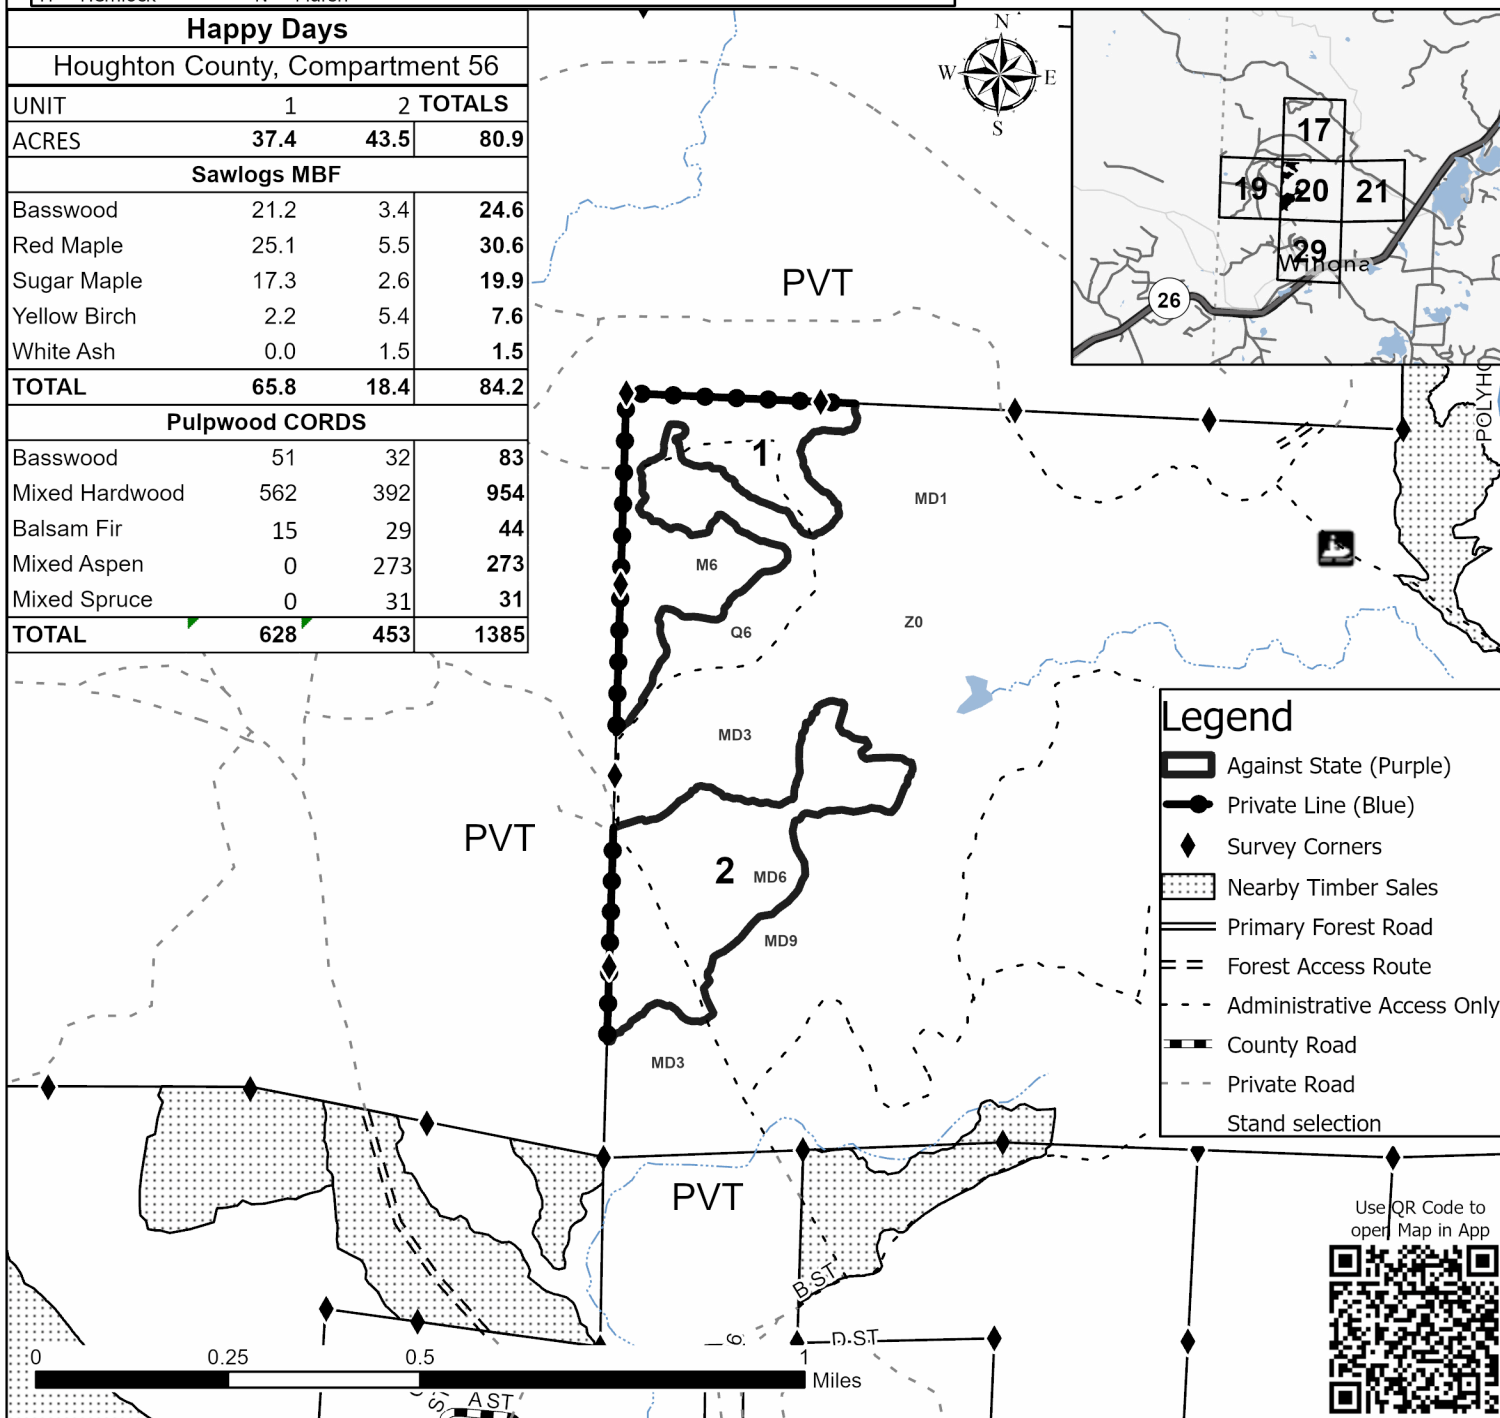 Happy Days
Houghton County, Compartment 56
UNIT 1 2 TOTALS
ACRES 37.4 43.5 80.9
Sawlogs MBF
Basswood 21.2 3.4 24.6
Red Maple 25.1 5.5 30.6
Sugar Maple 17.3 2.6 19.9
Yellow Birch 2.2 5.4 7.6
White Ash 0.0 1.5 1.5
TOTAL 65.8 18.4 84.2
Pulpwood CORDS
Basswood 51 32 83
Mixed Hardwood 562 392 954
Balsam Fir 15 29 44
Mixed Aspen 0 273 273
Mixed Spruce 0 31 31
TOTAL 628 453 1385
N
W E
S
17
19 20 21
29
Winona
26
PVT
POLYHO
1
MD1
M6
Q6
Z0
MD3
PVT
2
MD6
MD9
MD3
PVT
B ST
D ST
A ST
Legend
Against State (Purple)
Private Line (Blue)
Survey Corners
Nearby Timber Sales
Primary Forest Road
Forest Access Route
Administrative Access Only
County Road
Private Road
Stand selection
Use QR Code to
open Map in App
0 0.25 0.5 1
Miles